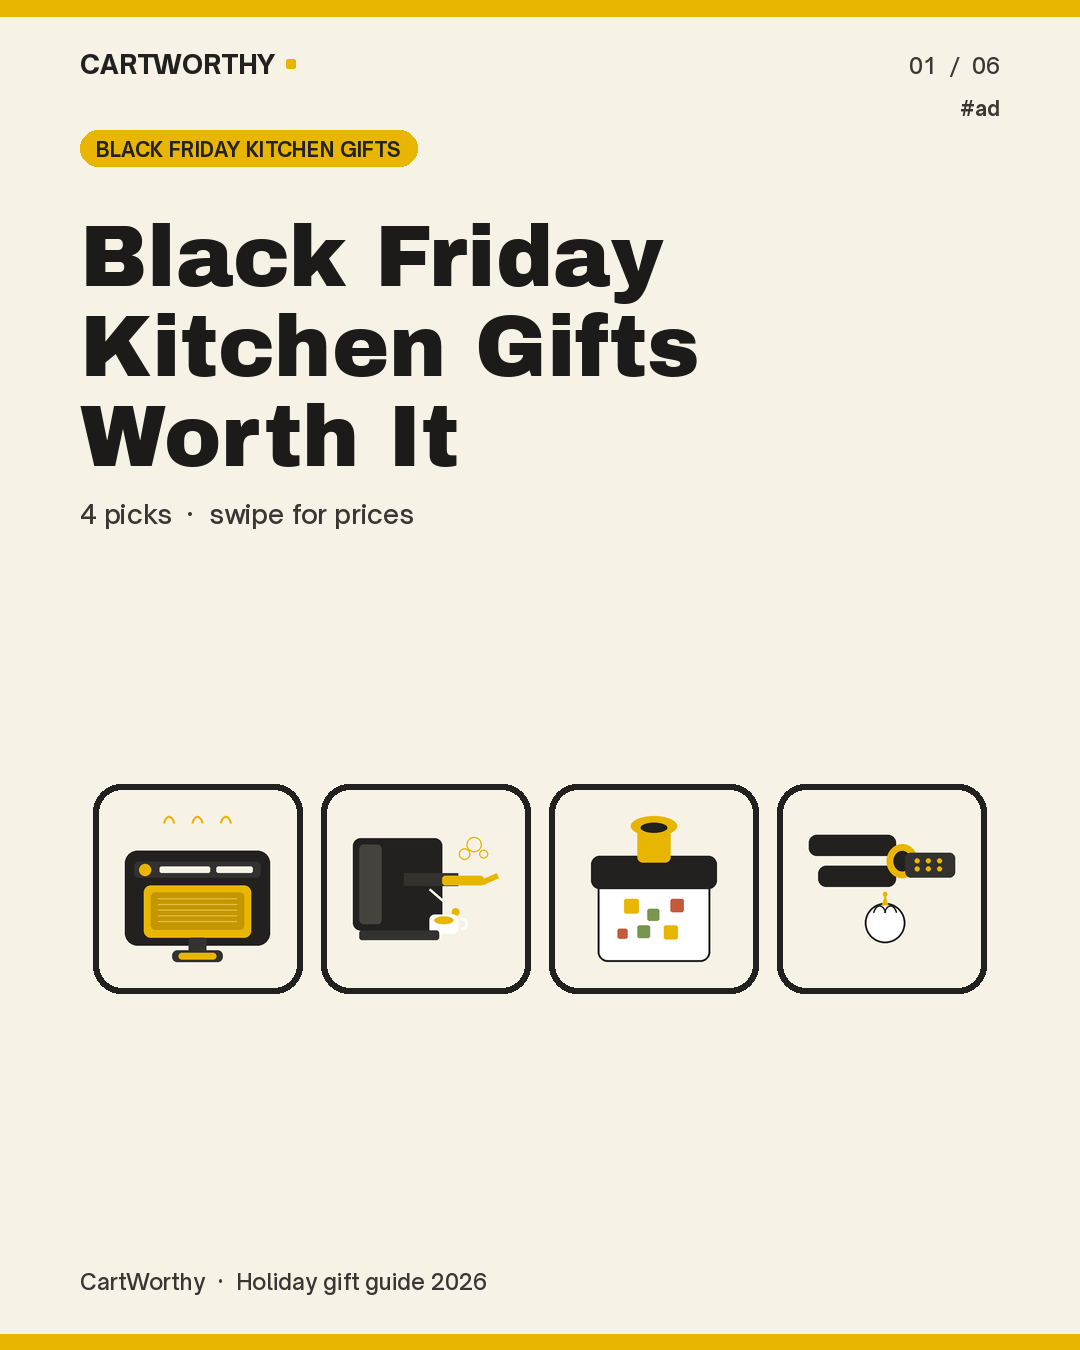 CARTWORTHY
01 / 06
#ad
BLACK FRIDAY KITCHEN GIFTS
Black Friday
Kitchen Gifts
Worth It
4 picks · swipe for prices
CartWorthy · Holiday gift guide 2026